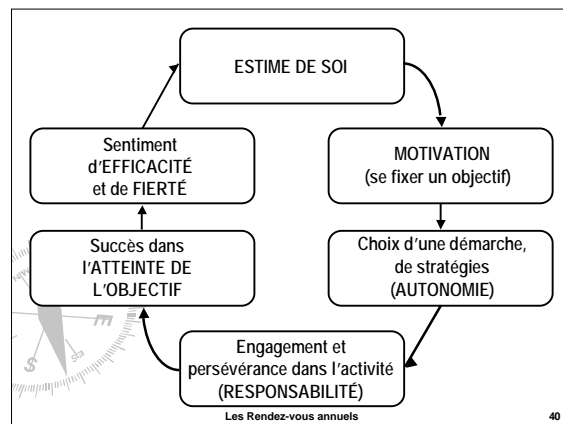 ESTIME DE SOI
MOTIVATION
(se fixer un objectif)
Choix d'une démarche,
de stratégies
(AUTONOMIE)
Engagement et
persévérance dans l'activité
(RESPONSABILITÉ)
Succès dans
l'ATTEINTE DE
L'OBJECTIF
Sentiment
d'EFFICACITÉ
et de FIERTÉ
E
S
Les Rendez-vous annuels
40